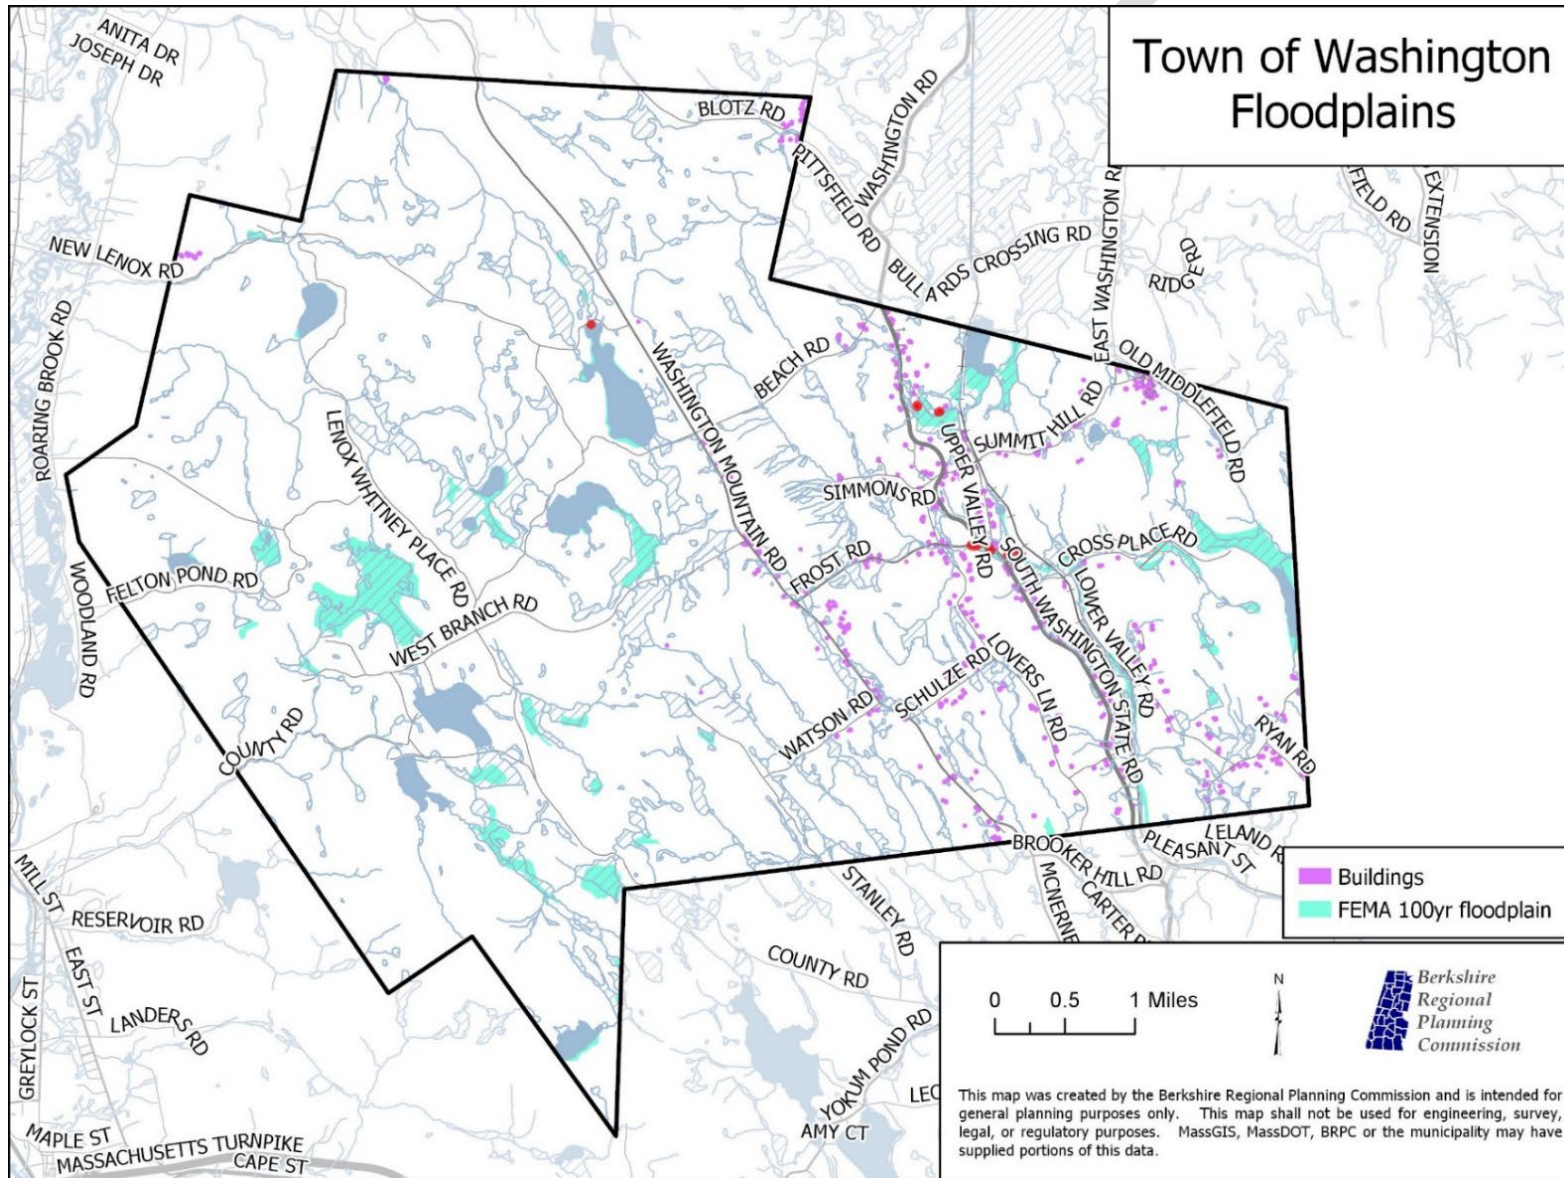 Town of Washington
Floodplains
ANITA DR
JOSEPH DR
BLOTZ RD
PITTSFIELD RD
WASHINGTON RD
BULLARDS CROSSING RD
EAST WASHINGTON RD
RIDGE RD
FIELD RD
EXTENSION
NEW LENOX RD
ROARING BROOK RD
WASHINGTON MOUNTAIN RD
BEACH RD
OLD MIDDLEFIELD RD
SUMMIT HILL RD
LENOX WHITNEY PLACE RD
UPPER VALLEY RD
SIMMONS RD
FROST RD
SOUTH WASHINGTON STATE RD
CROSS PLACE RD
LOWER VALLEY RD
WOODLAND RD
FELTON POND RD
WEST BRANCH RD
LOVERS LN RD
SCHULZE RD
WATSON RD
COUNTY RD
RYAN RD
BROOKER HILL RD
PLEASANT ST
LELAND R
MILL ST
RESERVOIR RD
EAST ST
LANDERS RD
GREYLOCK ST
STANLEY RD
MCNERNE
CARTER
COUNTY RD
YOKUM POND RD
AMY CT
MAPLE ST
MASSACHUSETTS TURNPIKE
CAPE ST
Buildings
FEMA 100yr floodplain
0 0.5 1 Miles
N
Berkshire
Regional
Planning
Commission
This map was created by the Berkshire Regional Planning Commission and is intended for
general planning purposes only. This map shall not be used for engineering, survey,
legal, or regulatory purposes. MassGIS, MassDOT, BRPC or the municipality may have
supplied portions of this data.